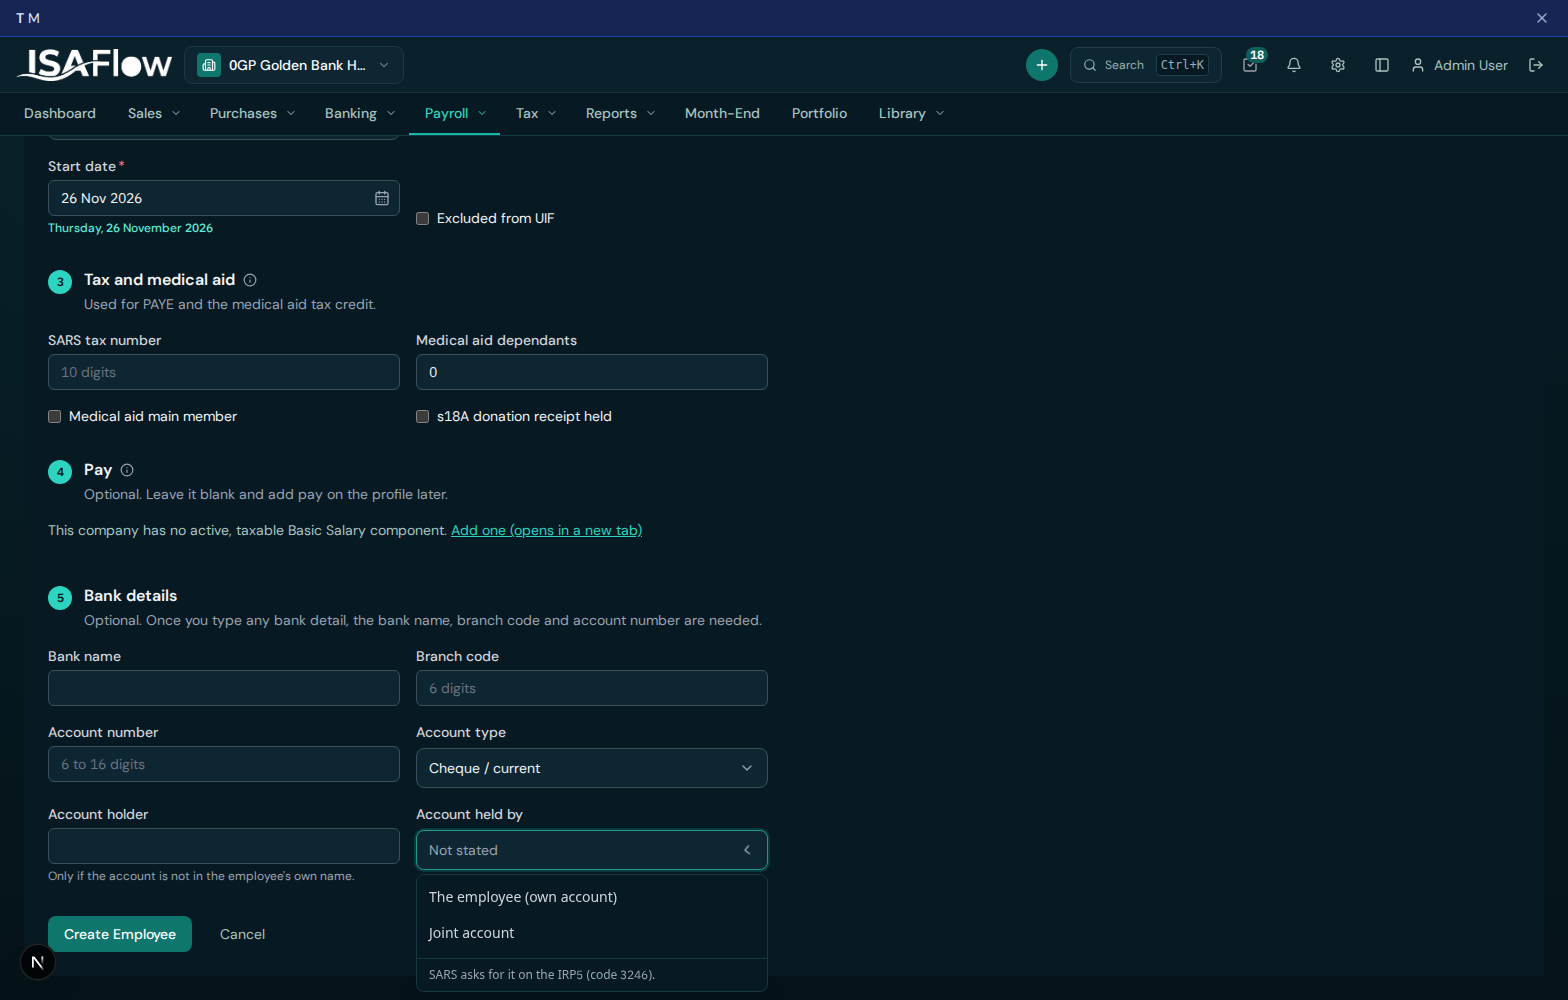 T M
ISAFlow
0GP Golden Bank H...
Search Ctrl+K
18
Admin User
Dashboard Sales Purchases Banking Payroll Tax Reports Month-End Portfolio Library
Start date*
26 Nov 2026
Thursday, 26 November 2026
Excluded from UIF
3 Tax and medical aid
Used for PAYE and the medical aid tax credit.
SARS tax number
10 digits
Medical aid dependants
0
Medical aid main member
s18A donation receipt held
4 Pay
Optional. Leave it blank and add pay on the profile later.
This company has no active, taxable Basic Salary component. Add one (opens in a new tab)
5 Bank details
Optional. Once you type any bank detail, the bank name, branch code and account number are needed.
Bank name
Branch code
6 digits
Account number
6 to 16 digits
Account type
Cheque / current
Account holder
Only if the account is not in the employee's own name.
Account held by
Not stated
The employee (own account)
Joint account
SARS asks for it on the IRP5 (code 3246).
Create Employee
Cancel
N